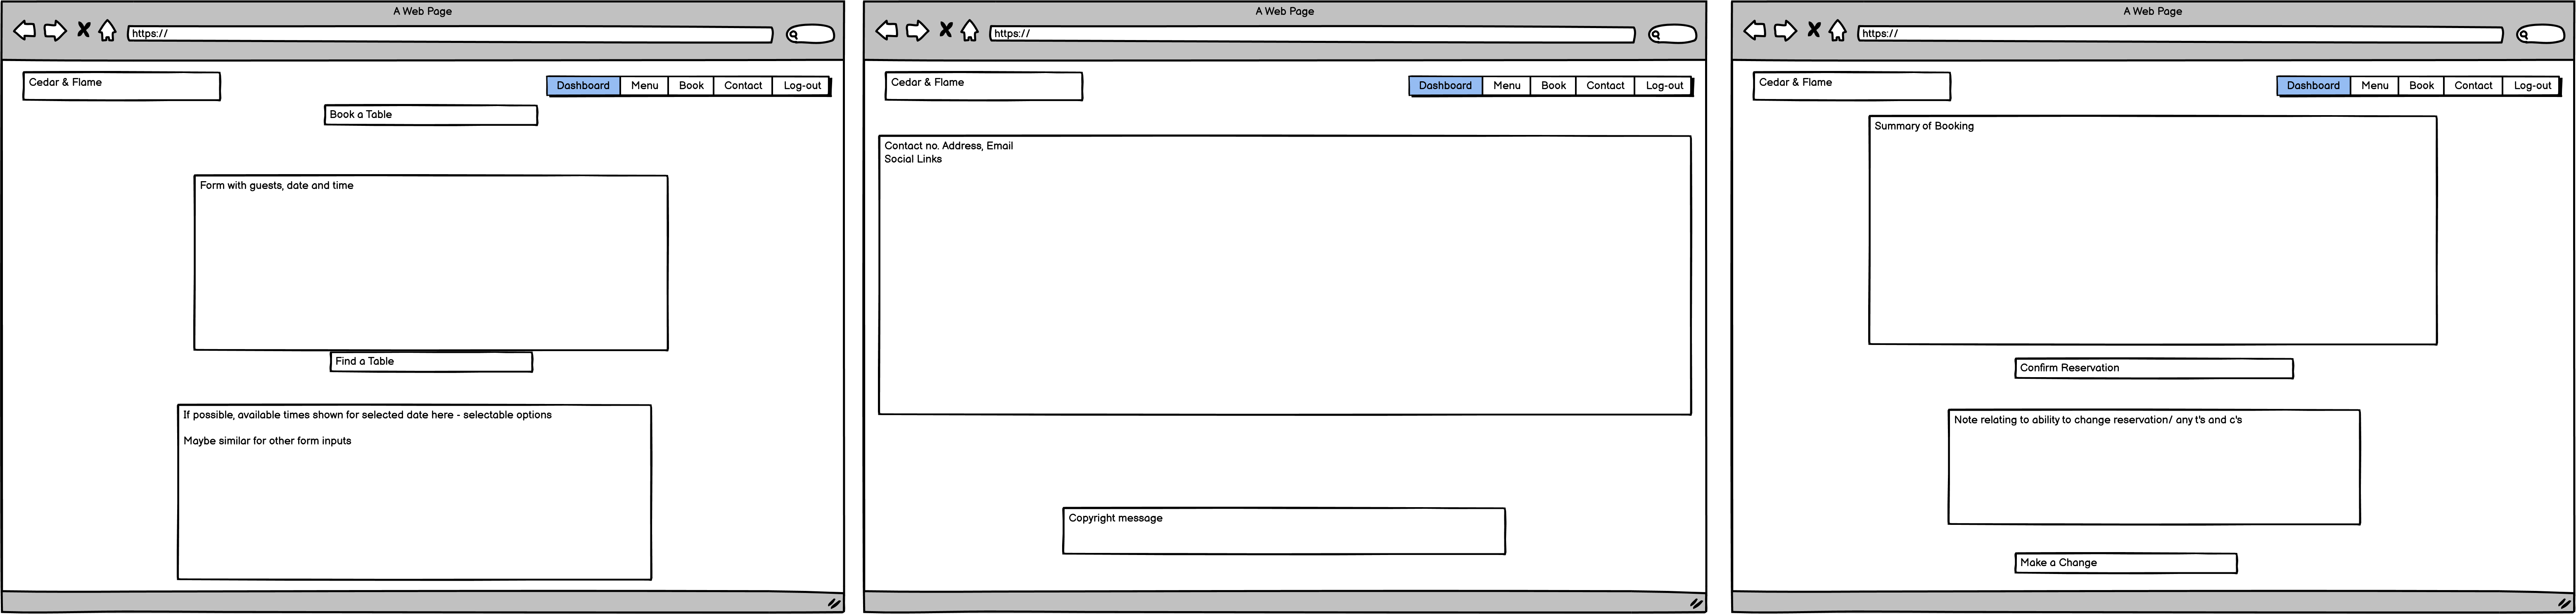 A Web Page
https://
Cedar & Flame
Dashboard Menu Book Contact Log-out
Book a Table
Form with guests, date and time
Find a Table
If possible, available times shown for selected date here - selectable options
Maybe similar for other form inputs
A Web Page
https://
Cedar & Flame
Dashboard Menu Book Contact Log-out
Contact no. Address, Email
Social Links
Copyright message
A Web Page
https://
Cedar & Flame
Dashboard Menu Book Contact Log-out
Summary of Booking
Confirm Reservation
Note relating to ability to change reservation/ any t's and c's
Make a Change